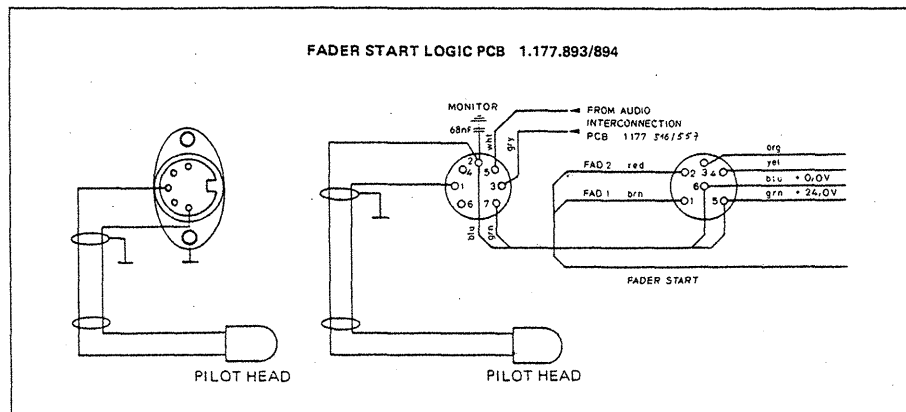 FADER START LOGIC PCB 1.177.893/894
MONITOR
68nF
wht
gry
FROM AUDIO
INTERCONNECTION
PCB 1177 546/557
2
5
4
1
3
6
7
blu
grn
FAD 2 red
FAD 1 brn
3
2
4
6
1
5
org
yel
blu + 0,0V
grn + 24,0V
FADER START
PILOT HEAD
PILOT HEAD